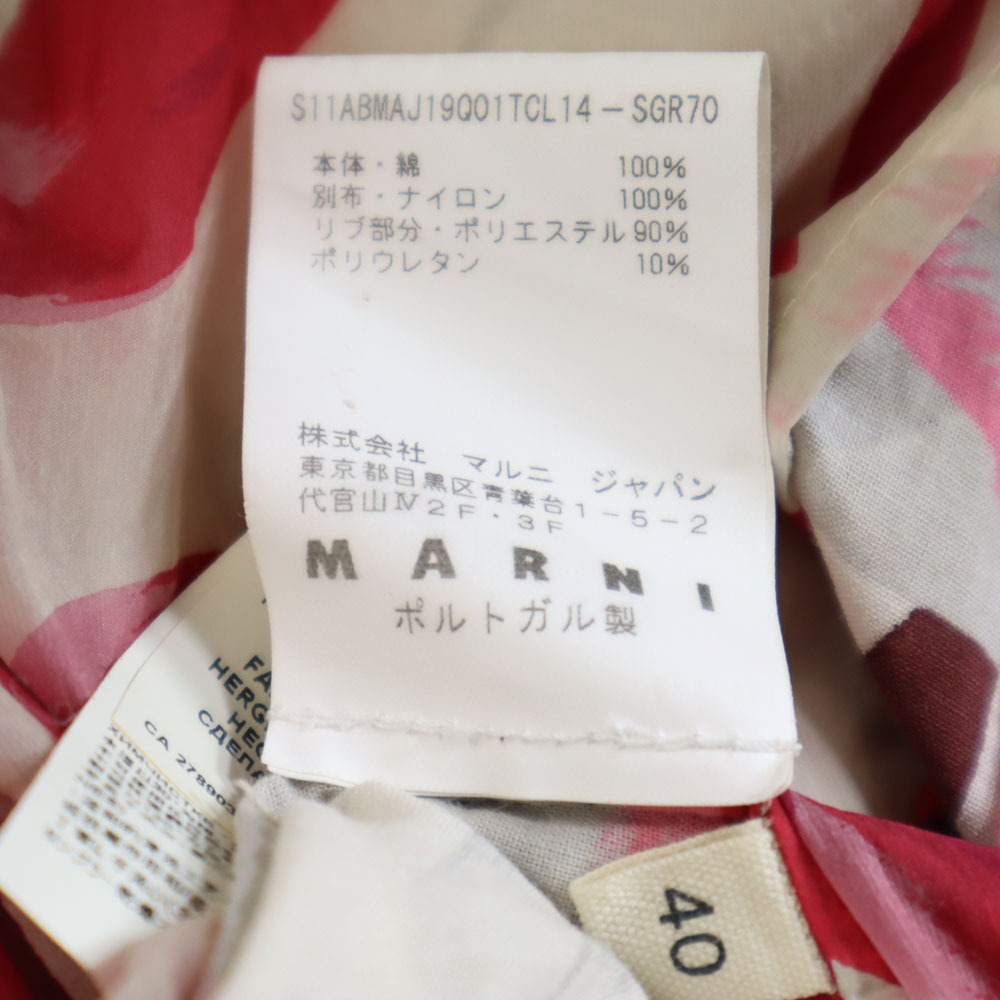 S11ABMAJ19Q01TCL14-SGR70
本体・綿 100%
別布・ナイロン 100%
リブ部分・ポリエステル 90%
ポリウレタン 10%
株式会社 マルニ ジャパン
東京都目黒区青葉台1-5-2
代官山Ⅳ2F・3F
MARNI
ポルトガル製
CA 278903
40